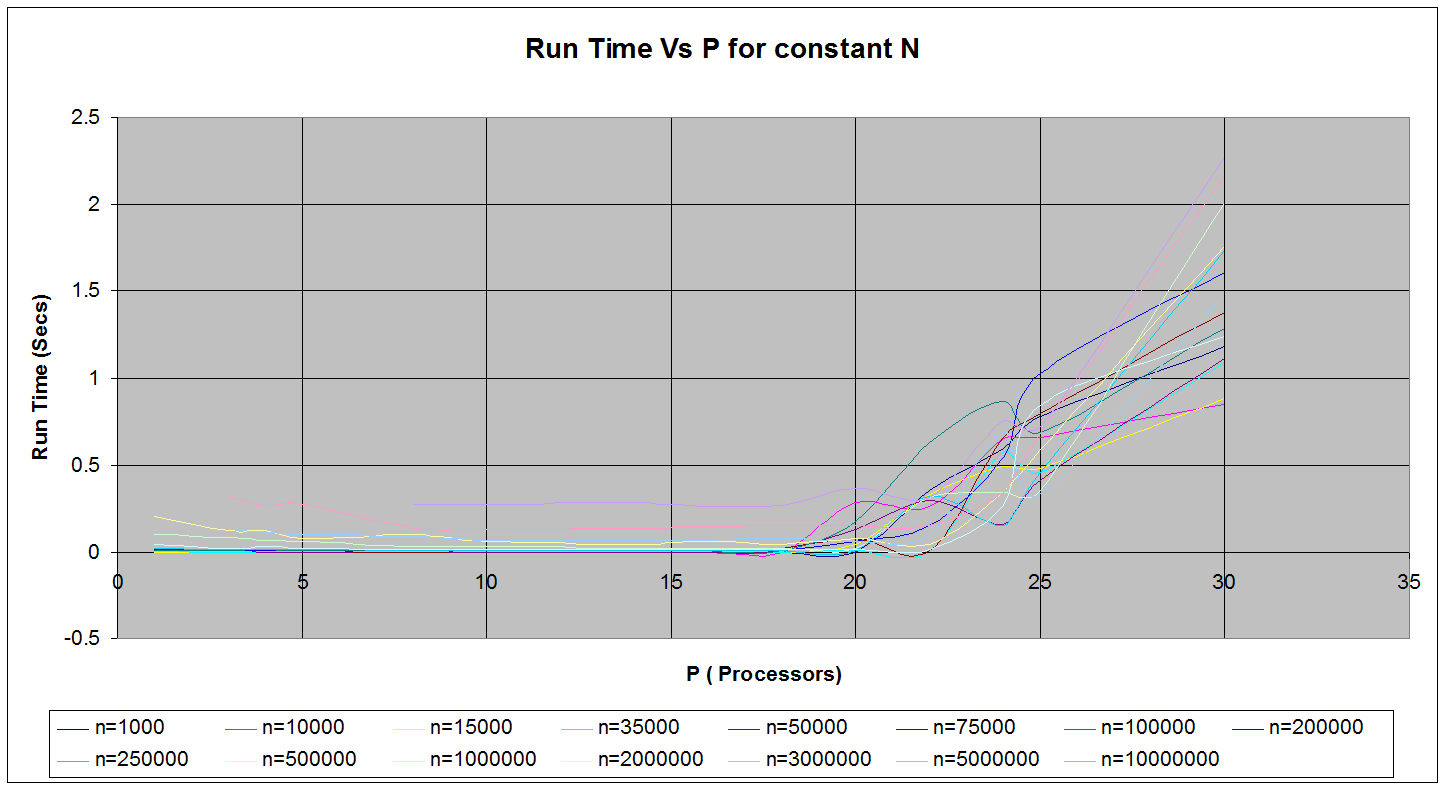 Run Time Vs P for constant N
2.5
2
1.5
1
0.5
0
-0.5
Run Time (Secs)
0 5 10 15 20 25 30 35
P ( Processors)
n=1000 n=10000 n=15000 n=35000 n=50000 n=75000 n=100000 n=200000
n=250000 n=500000 n=1000000 n=2000000 n=3000000 n=5000000 n=10000000